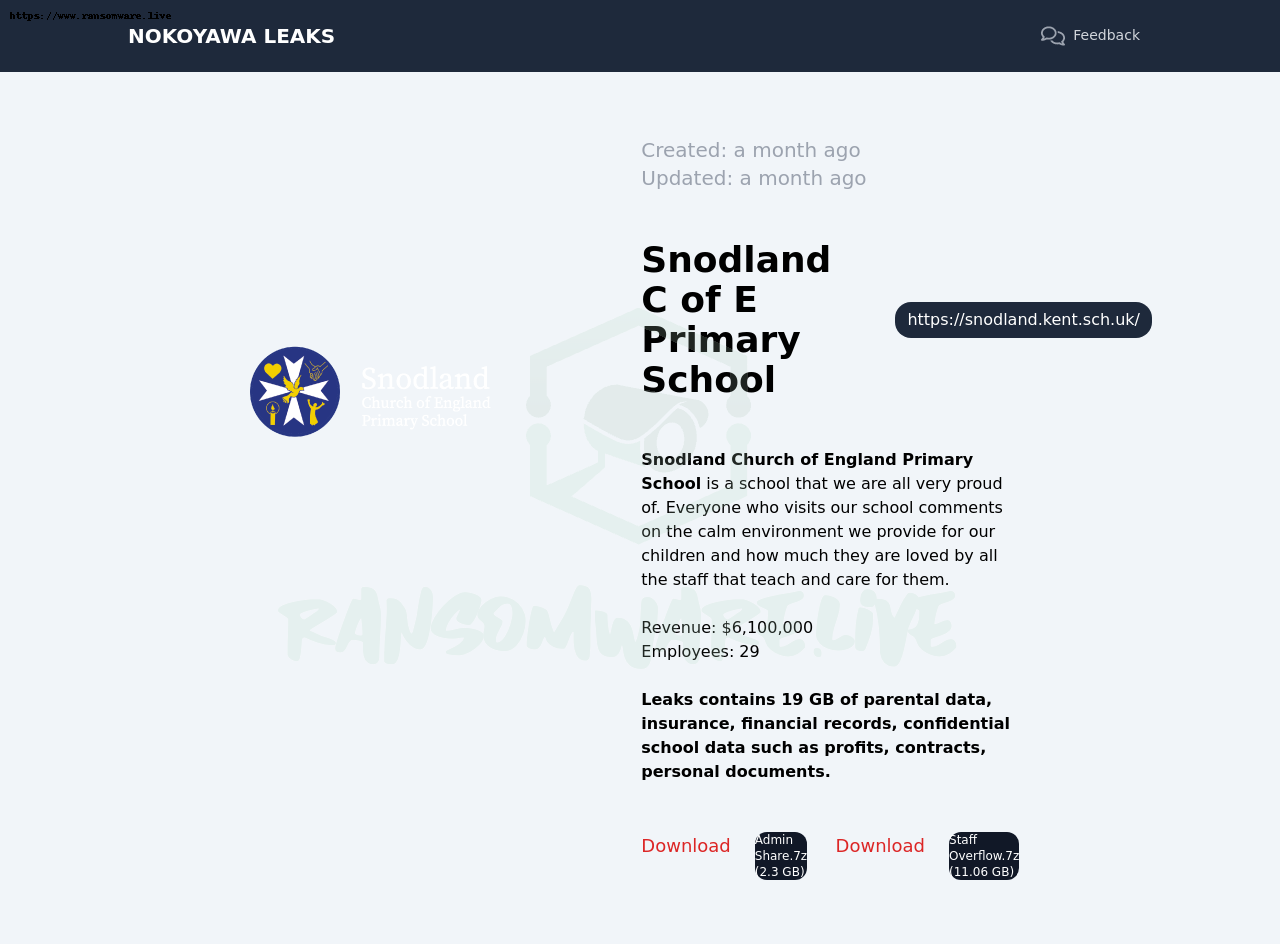 https://www.ransomware.live
NOKOYAWA LEAKS
Feedback
Created: a month ago
Updated: a month ago
Snodland
C of E
Primary
School
https://snodland.kent.sch.uk/
Snodland
Church of England
Primary School
Snodland Church of England Primary
School is a school that we are all very proud
of. Everyone who visits our school comments
on the calm environment we provide for our
children and how much they are loved by all
the staff that teach and care for them.
RANSOMWARE.LIVE
Revenue: $6,100,000
Employees: 29
Leaks contains 19 GB of parental data,
insurance, financial records, confidential
school data such as profits, contracts,
personal documents.
Download
Admin
Share.7z
(2.3 GB)
Download
Staff
Overflow.7z
(11.06 GB)